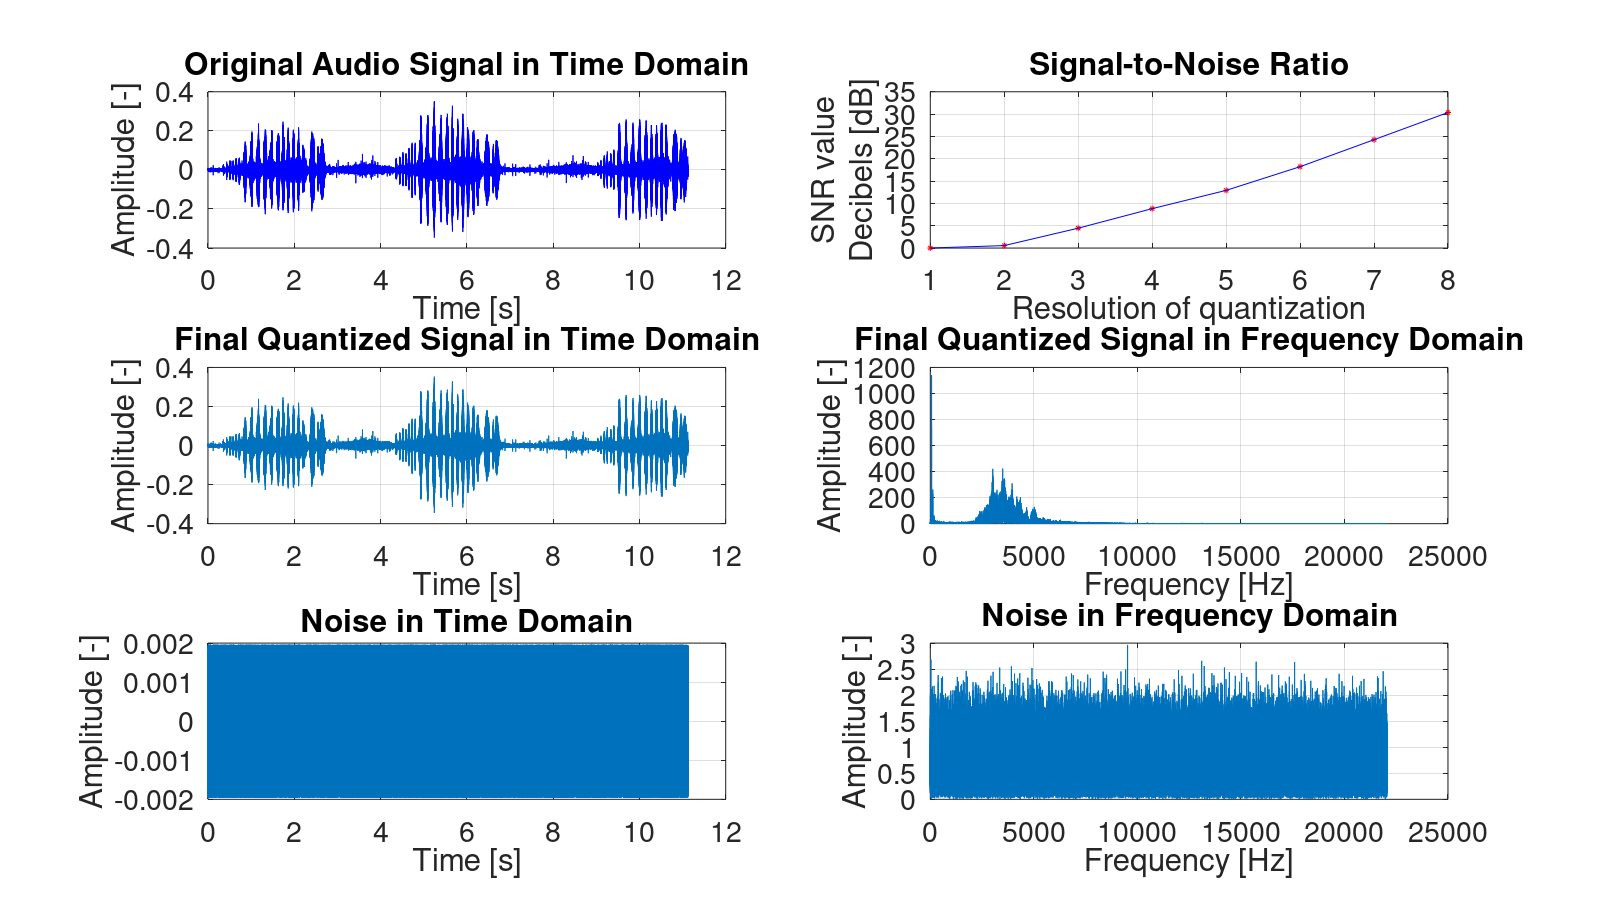 Original Audio Signal in Time Domain
Amplitude [-]
0.4
0.2
0
-0.2
-0.4
0 2 4 6 8 10 12
Time [s]
Signal-to-Noise Ratio
SNR value
Decibels [dB]
35
30
25
20
15
10
5
0
1 2 3 4 5 6 7 8
Resolution of quantization
Final Quantized Signal in Time Domain
Amplitude [-]
0.4
0.2
0
-0.2
-0.4
0 2 4 6 8 10 12
Time [s]
Final Quantized Signal in Frequency Domain
Amplitude [-]
1200
1000
800
600
400
200
0
0 5000 10000 15000 20000 25000
Frequency [Hz]
Noise in Time Domain
Amplitude [-]
0.002
0.001
0
-0.001
-0.002
0 2 4 6 8 10 12
Time [s]
Noise in Frequency Domain
Amplitude [-]
3
2.5
2
1.5
1
0.5
0
0 5000 10000 15000 20000 25000
Frequency [Hz]